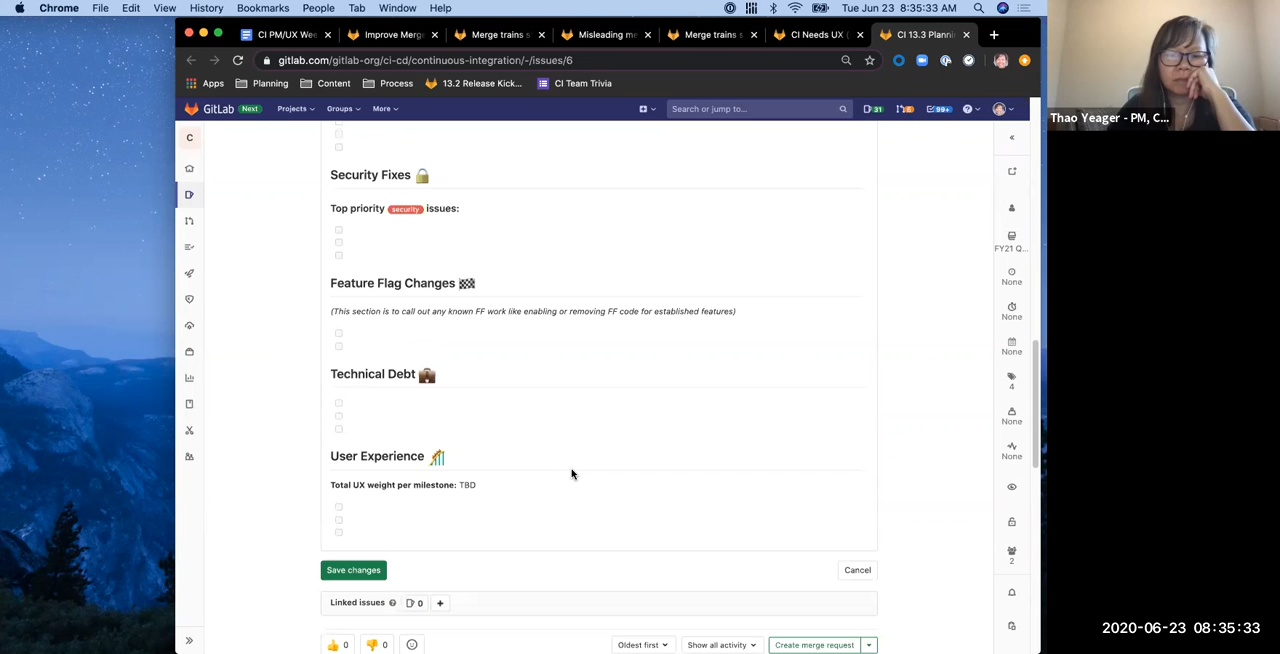 Chrome File Edit View History Bookmarks People Tab Window Help Tue Jun 23 8:35:33 AM
CI PM/UX Wee Improve Merge Merge trains s Misleading me Merge trains s CI Needs UX ( CI 13.3 Plannin
gitlab.com/gitlab-org/ci-cd/continuous-integration/-/issues/6
Apps Planning Content Process 13.2 Release Kick... CI Team Trivia
GitLab Next Projects Groups More Search or jump to... 31 6 99+
C
Security Fixes
Top priority security issues:
Feature Flag Changes
(This section is to call out any known FF work like enabling or removing FF code for established features)
Technical Debt
User Experience
Total UX weight per milestone: TBD
Save changes Cancel
Linked issues 0
0 0 Oldest first Show all activity Create merge request
FY21 Q...
None
None
None
4
None
None
2
Thao Yeager - PM, C...
2020-06-23 08:35:33